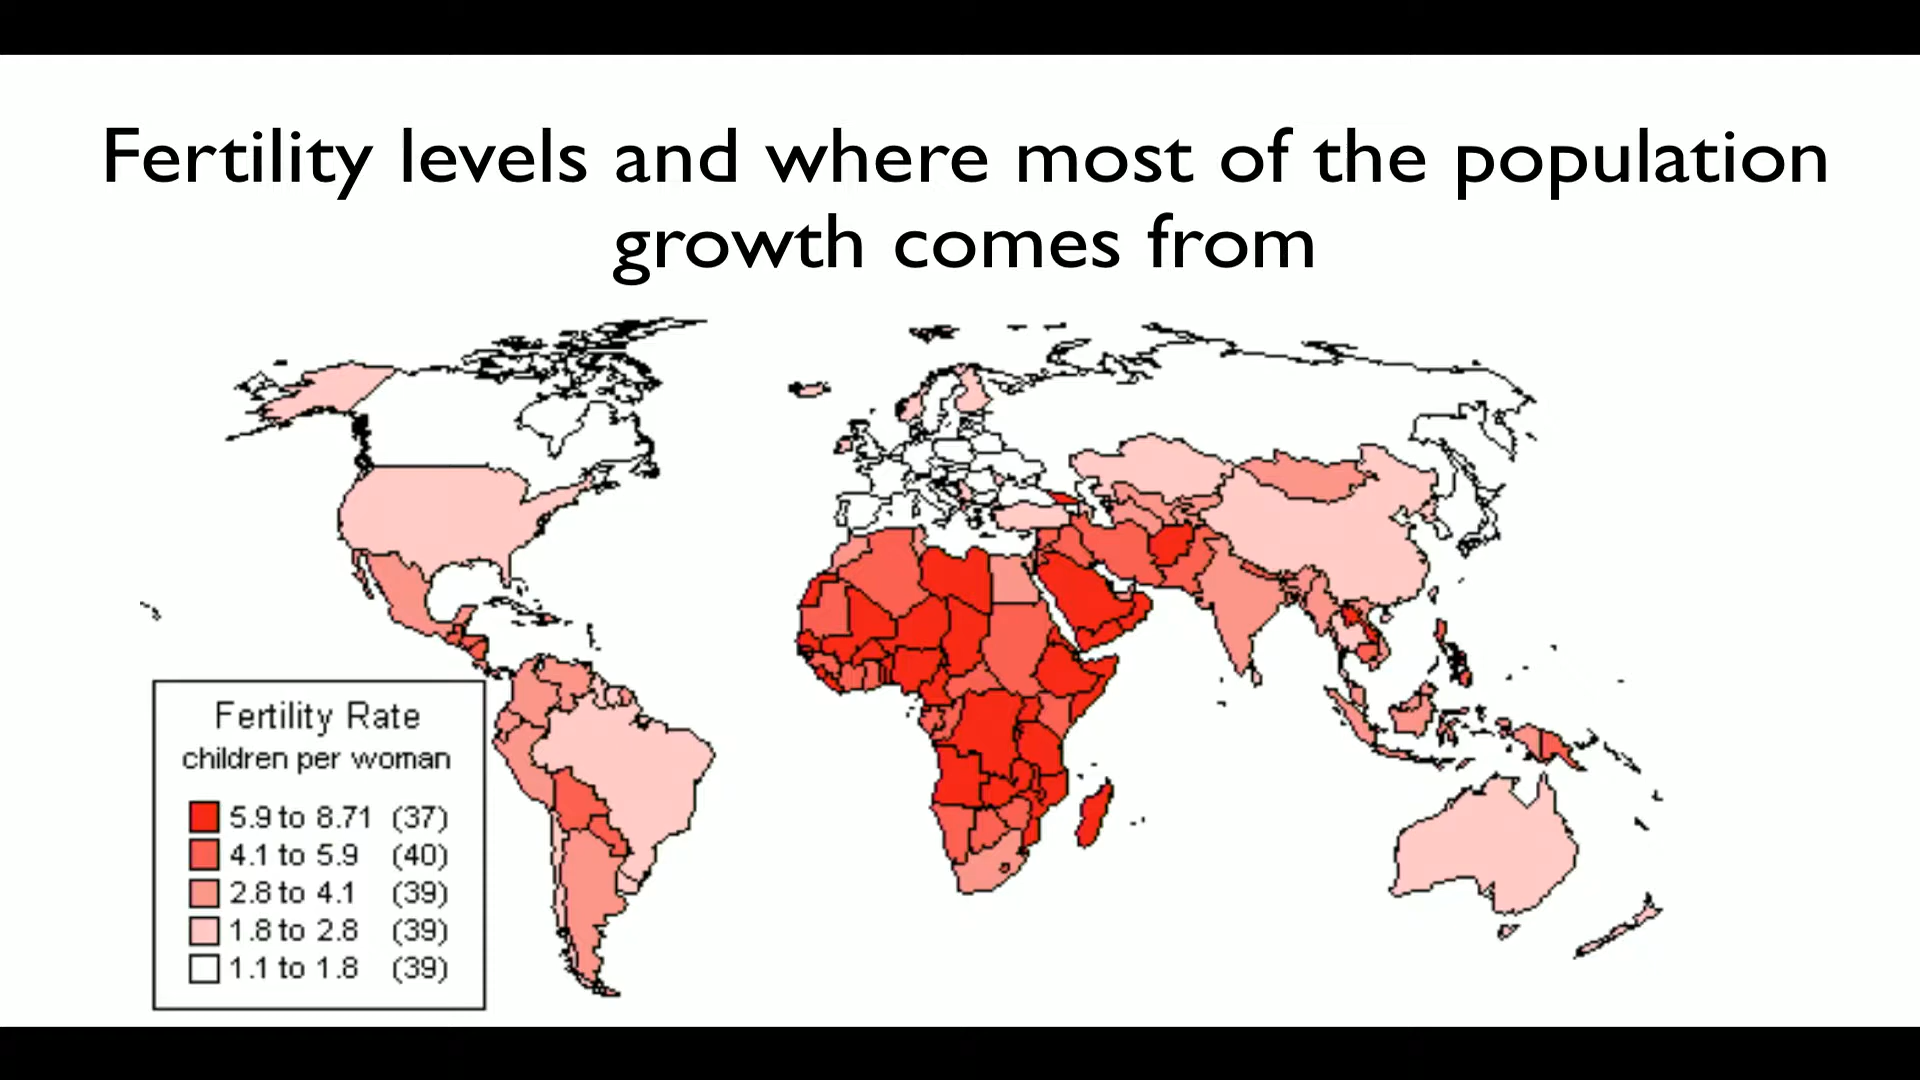 Fertility levels and where most of the population
growth comes from
Fertility Rate
children per woman
5.9 to 8.71 (37)
4.1 to 5.9 (40)
2.8 to 4.1 (39)
1.8 to 2.8 (39)
1.1 to 1.8 (39)